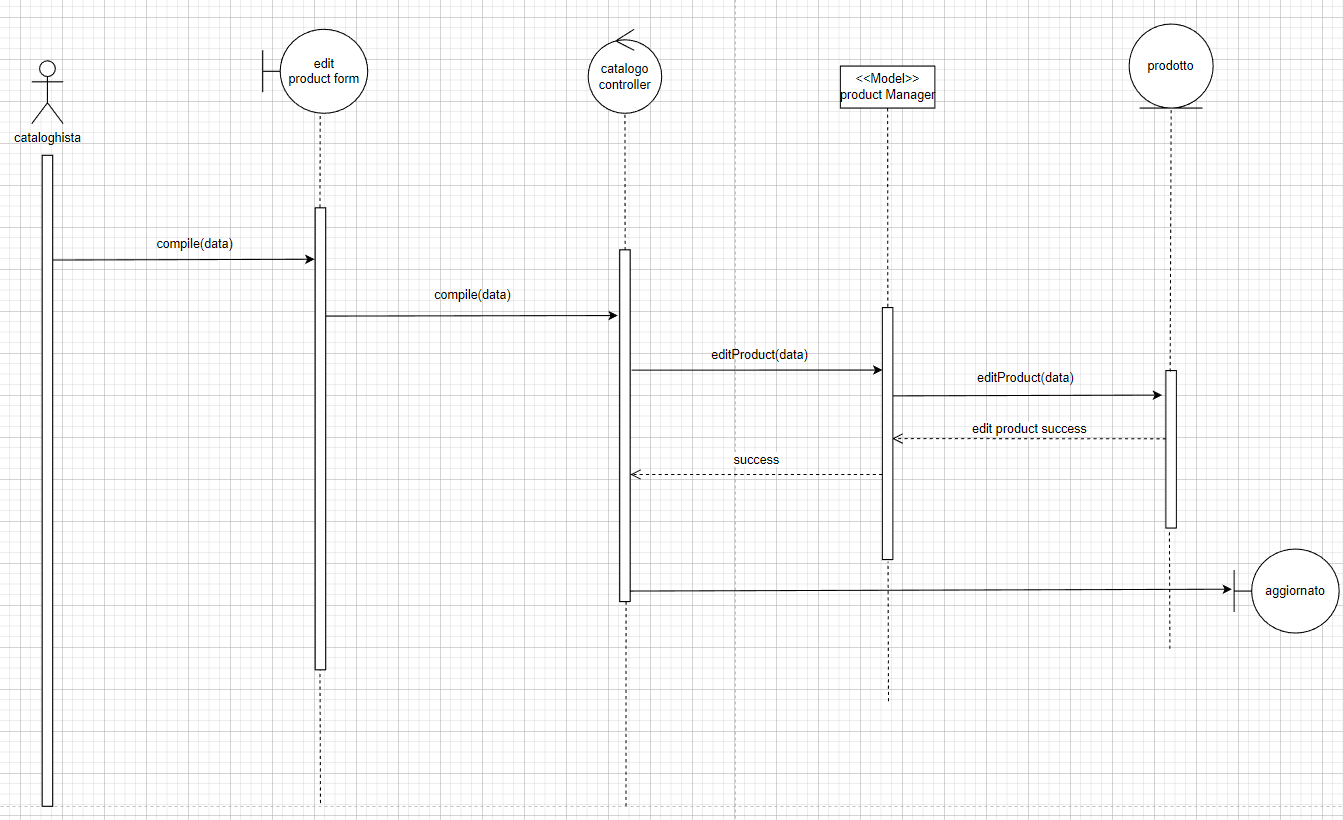 edit
product form
catalogo
controller
<<Model>>
product Manager
prodotto
cataloghista
compile(data)
compile(data)
editProduct(data)
editProduct(data)
edit product success
success
aggiornato